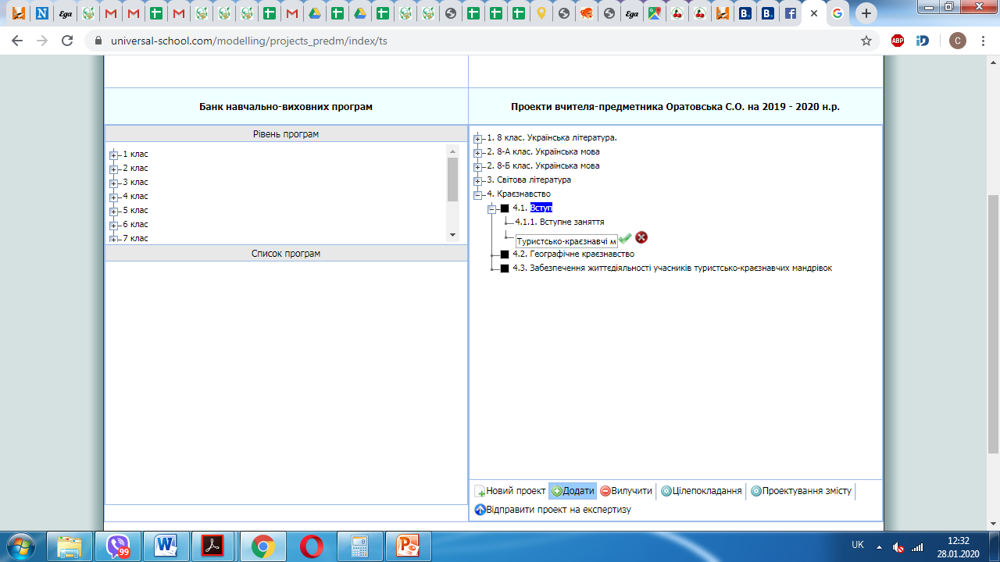 universal-school.com/modelling/projects_predm/index/ts
ABP
C
Банк навчально-виховних програм
Проекти вчителя-предметника Оратовська С.О. на 2019 - 2020 н.р.
Рівень програм
1 клас
2 клас
3 клас
4 клас
5 клас
6 клас
7 клас
Список програм
1. 8 клас. Українська література.
2. 8-А клас. Українська мова
2. 8-Б клас. Українська мова
3. Світова література
4. Краєзнавство
4.1. Вступ
4.1.1. Вступне заняття
Туристсько-краєзнавчі м
4.2. Географічне краєзнавство
4.3. Забезпечення життєдіяльності учасників туристсько-краєзнавчих мандрівок
Новий проект Додати Вилучити Цілепокладання Проектування змісту
Відправити проект на експертизу
99
UK
12:32
28.01.2020